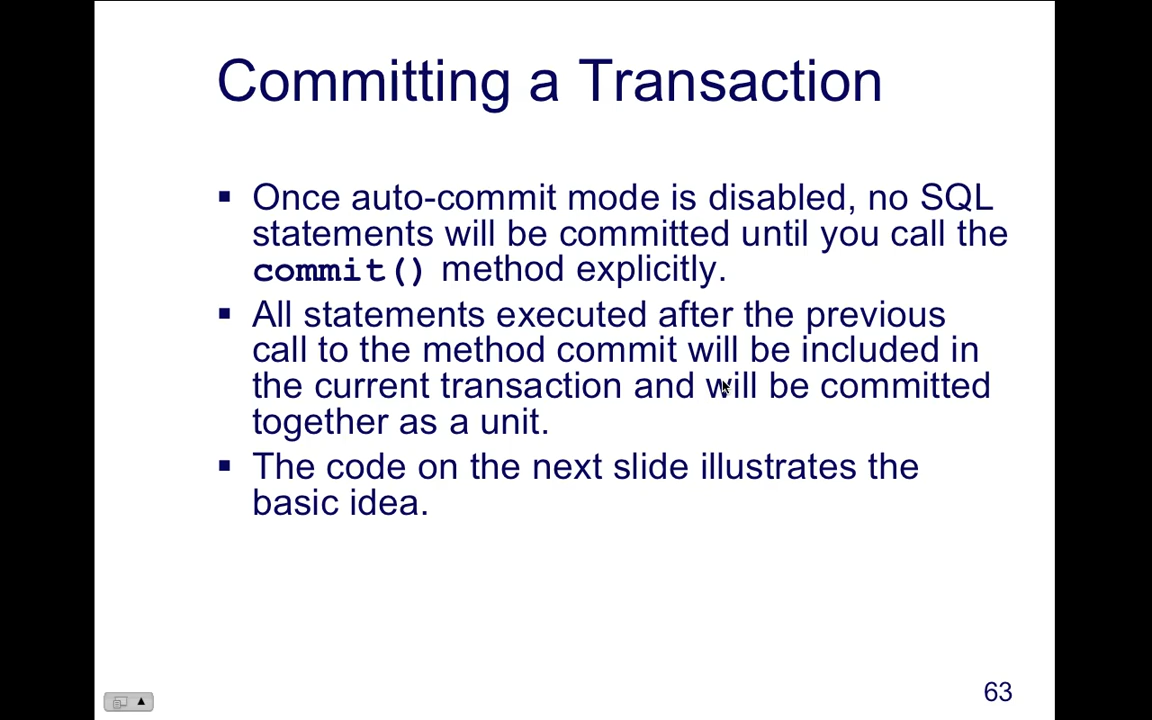 Committing a Transaction
▪ Once auto-commit mode is disabled, no SQL
statements will be committed until you call the
commit() method explicitly.
▪ All statements executed after the previous
call to the method commit will be included in
the current transaction and will be committed
together as a unit.
▪ The code on the next slide illustrates the
basic idea.
63